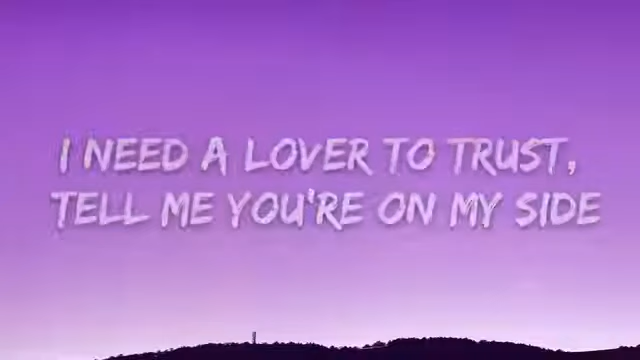 I NEED A LOVER TO TRUST,
TELL ME YOU'RE ON MY SIDE